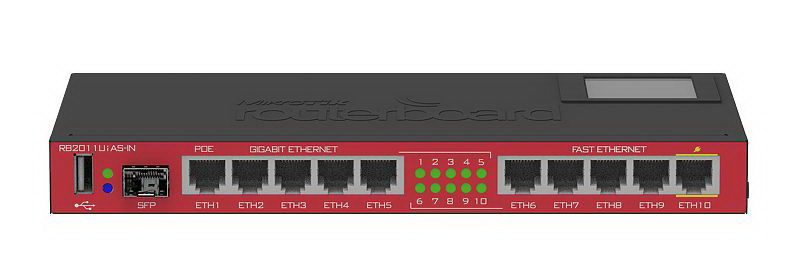 MikroTik
routerboard
RB2011UiAS-IN
POE GIGABIT ETHERNET
FAST ETHERNET
1 2 3 4 5
6 7 8 9 10
SFP
ETH1 ETH2 ETH3 ETH4 ETH5
ETH6 ETH7 ETH8 ETH9 ETH10